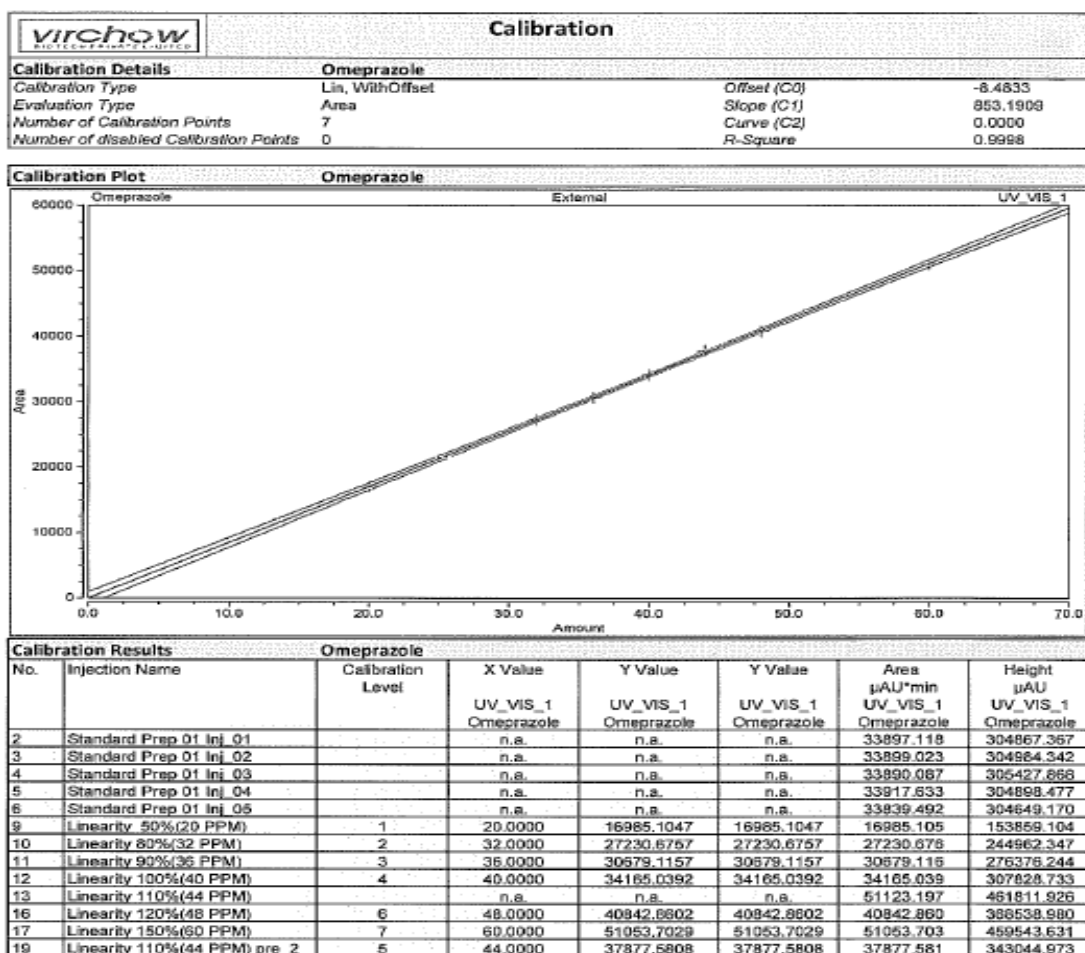 virchow
BIOTECH PRIVATE LIMITED
Calibration
Calibration Details Omeprazole
Calibration Type Lin, WithOffset Offset (C0) -8.4833
Evaluation Type Area Slope (C1) 853.1909
Number of Calibration Points 7 Curve (C2) 0.0000
Number of disabled Calibration Points 0 R-Square 0.9998
Calibration Plot Omeprazole
Omeprazole External UV_VIS_1
60000
50000
40000
30000
20000
10000
0
Area
0.0 10.0 20.0 30.0 40.0 50.0 60.0 70.0
Amount
Calibration Results Omeprazole
No. Injection Name Calibration X Value Y Value Y Value Area Height
Level µAU*min µAU
UV_VIS_1 UV_VIS_1 UV_VIS_1 UV_VIS_1 UV_VIS_1
Omeprazole Omeprazole Omeprazole Omeprazole Omeprazole
2 Standard Prep 01 Inj_01 n.a. n.a. n.a. 33897.118 304867.367
3 Standard Prep 01 Inj_02 n.a. n.a. n.a. 33899.023 304984.342
4 Standard Prep 01 Inj_03 n.a. n.a. n.a. 33890.087 305427.868
5 Standard Prep 01 Inj_04 n.a. n.a. n.a. 33917.633 304898.477
6 Standard Prep 01 Inj_05 n.a. n.a. n.a. 33839.492 304649.170
9 Linearity 50%(20 PPM) 1 20.0000 16985.1047 16985.1047 16985.105 153859.104
10 Linearity 80%(32 PPM) 2 32.0000 27230.6757 27230.6757 27230.676 244962.347
11 Linearity 90%(36 PPM) 3 36.0000 30679.1157 30679.1157 30679.116 276376.244
12 Linearity 100%(40 PPM) 4 40.0000 34165.0392 34165.0392 34165.039 307828.733
13 Linearity 110%(44 PPM) n.a. n.a. n.a. 51123.197 461811.926
16 Linearity 120%(48 PPM) 6 48.0000 40842.8602 40842.8602 40842.860 368538.980
17 Linearity 150%(60 PPM) 7 60.0000 51053.7029 51053.7029 51053.703 459543.631
19 Linearity 110%(44 PPM) pre_2 5 44.0000 37877.5808 37877.5808 37877.581 343044.973